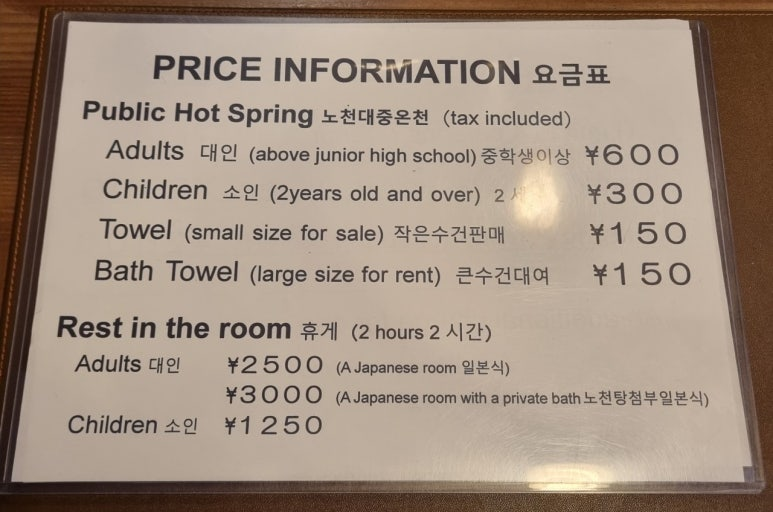 PRICE INFORMATION 요금표
Public Hot Spring 노천대중온천 (tax included)
Adults 대인 (above junior high school) 중학생이상 ¥600
Children 소인 (2years old and over) 2 ¥300
Towel (small size for sale) 작은수건판매 ¥150
Bath Towel (large size for rent) 큰수건대여 ¥150
Rest in the room 휴게 (2 hours 2 시간)
Adults 대인 ¥2500 (A Japanese room 일본식)
¥3000 (A Japanese room with a private bath 노천탕첨부일본식)
Children 소인 ¥1250